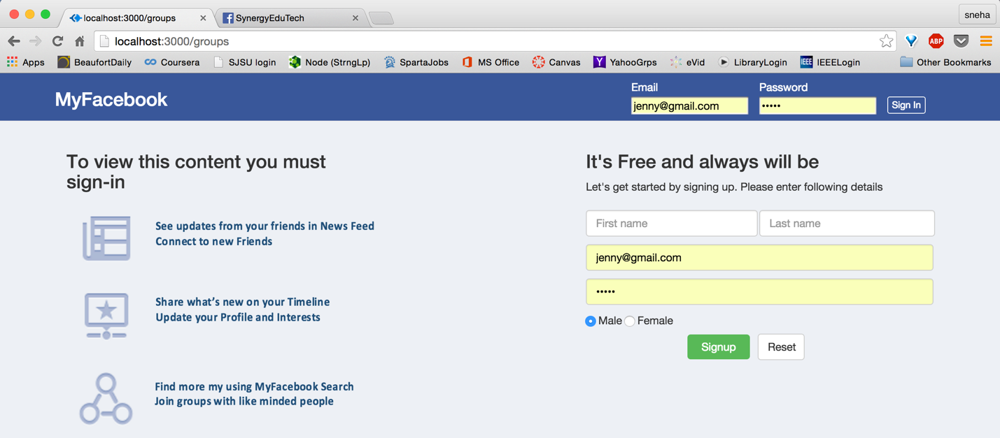 localhost:3000/groups
SynergyEduTech
sneha
localhost:3000/groups
ABP
Apps BeaufortDaily Coursera SJSU login Node (StrngLp) SpartaJobs MS Office Canvas YahooGrps eVid LibraryLogin IEEE IEEELogin Other Bookmarks
MyFacebook
Email Password
jenny@gmail.com ••••• Sign In
To view this content you must
sign-in
See updates from your friends in News Feed
Connect to new Friends
Share what's new on your Timeline
Update your Profile and Interests
Find more my using MyFacebook Search
Join groups with like minded people
It's Free and always will be
Let's get started by signing up. Please enter following details
First name Last name
jenny@gmail.com
•••••
Male Female
Signup Reset